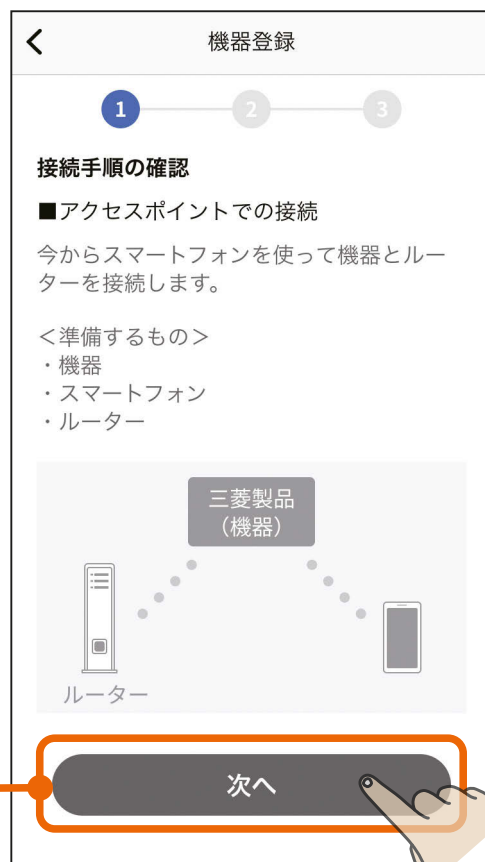 機器登録
1 2 3
接続手順の確認
■アクセスポイントでの接続
今からスマートフォンを使って機器とルー
ターを接続します。
＜準備するもの＞
・機器
・スマートフォン
・ルーター
三菱製品
（機器）
ルーター
次へ